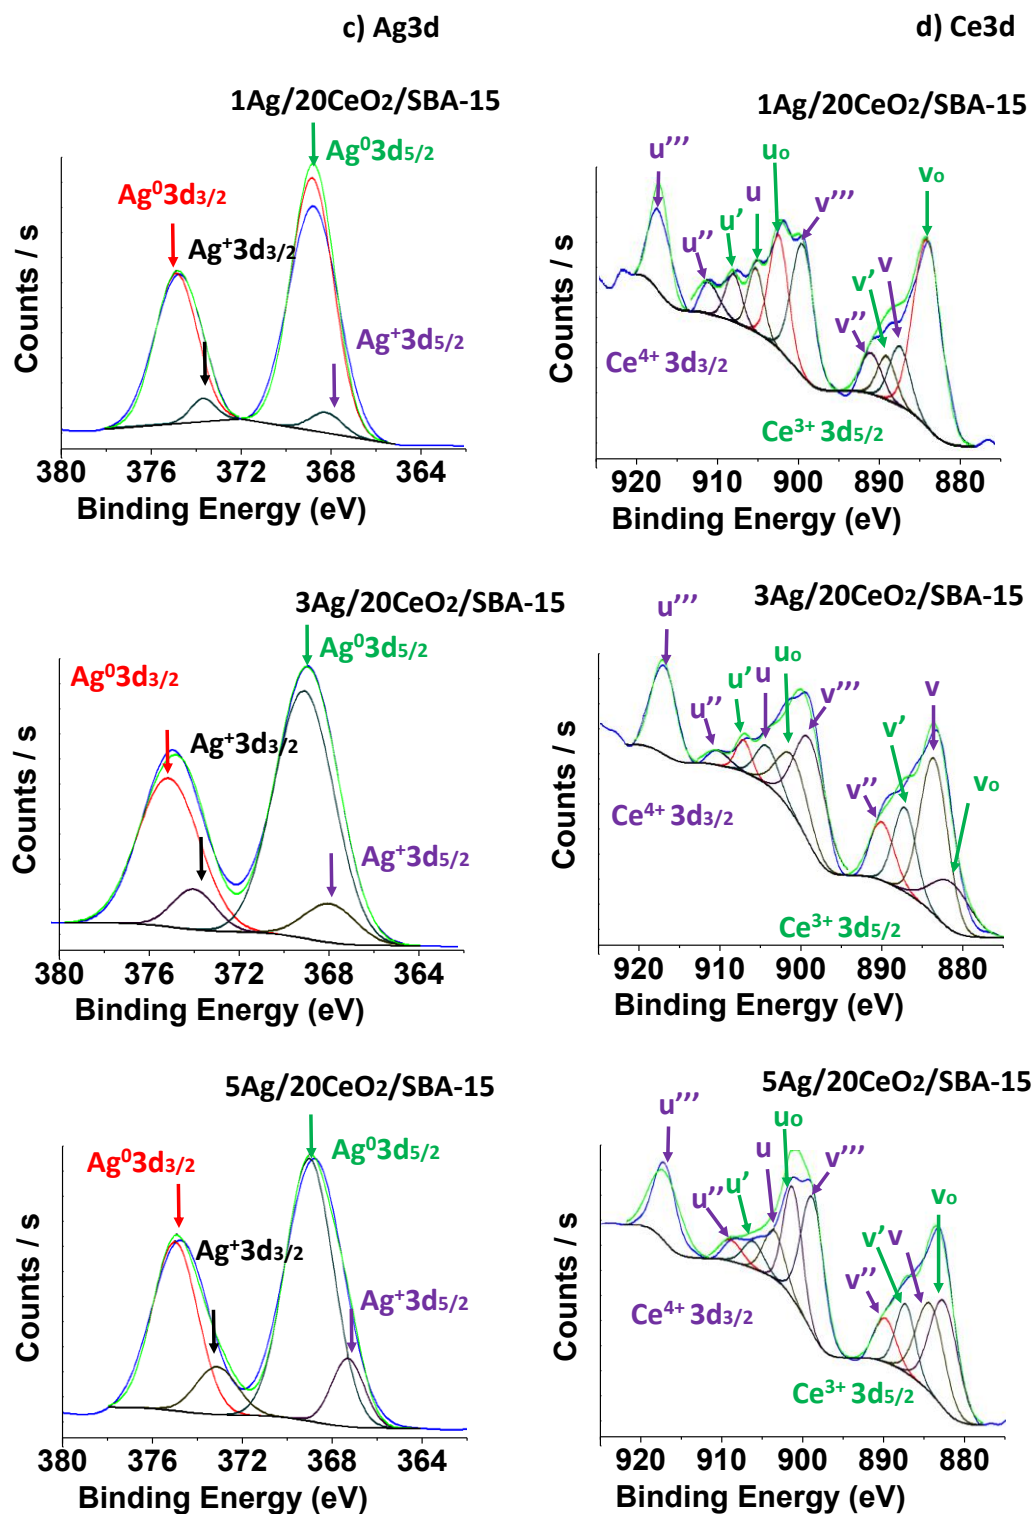 c) Ag3d
d) Ce3d
1Ag/20CeO2/SBA-15
Ag⁰3d5/2
Ag⁰3d3/2
Ag⁺3d3/2
Ag⁺3d5/2
Counts / s
380 376 372 368 364
Binding Energy (eV)
1Ag/20CeO2/SBA-15
u'''
uo
u''
u'
u
v'''
vo
v'
v
v''
Ce⁴⁺ 3d3/2
Ce³⁺ 3d5/2
Counts / s
920 910 900 890 880
Binding Energy (eV)
3Ag/20CeO2/SBA-15
Ag⁰3d5/2
Ag⁰3d3/2
Ag⁺3d3/2
Ag⁺3d5/2
Counts / s
380 376 372 368 364
Binding Energy (eV)
3Ag/20CeO2/SBA-15
u'''
uo
u'
u
u''
v'''
v
v'
v''
vo
Ce⁴⁺ 3d3/2
Ce³⁺ 3d5/2
Counts / s
920 910 900 890 880
Binding Energy (eV)
5Ag/20CeO2/SBA-15
Ag⁰3d5/2
Ag⁰3d3/2
Ag⁺3d3/2
Ag⁺3d5/2
Counts / s
380 376 372 368 364
Binding Energy (eV)
5Ag/20CeO2/SBA-15
u'''
uo
u
v'''
u''
u'
vo
v'
v
v''
Ce⁴⁺ 3d3/2
Ce³⁺ 3d5/2
Counts / s
920 910 900 890 880
Binding Energy (eV)